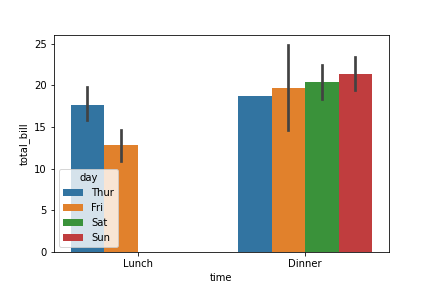 25
20
15
10
5
0
total_bill
day
Thur
Fri
Sat
Sun
Lunch
Dinner
time